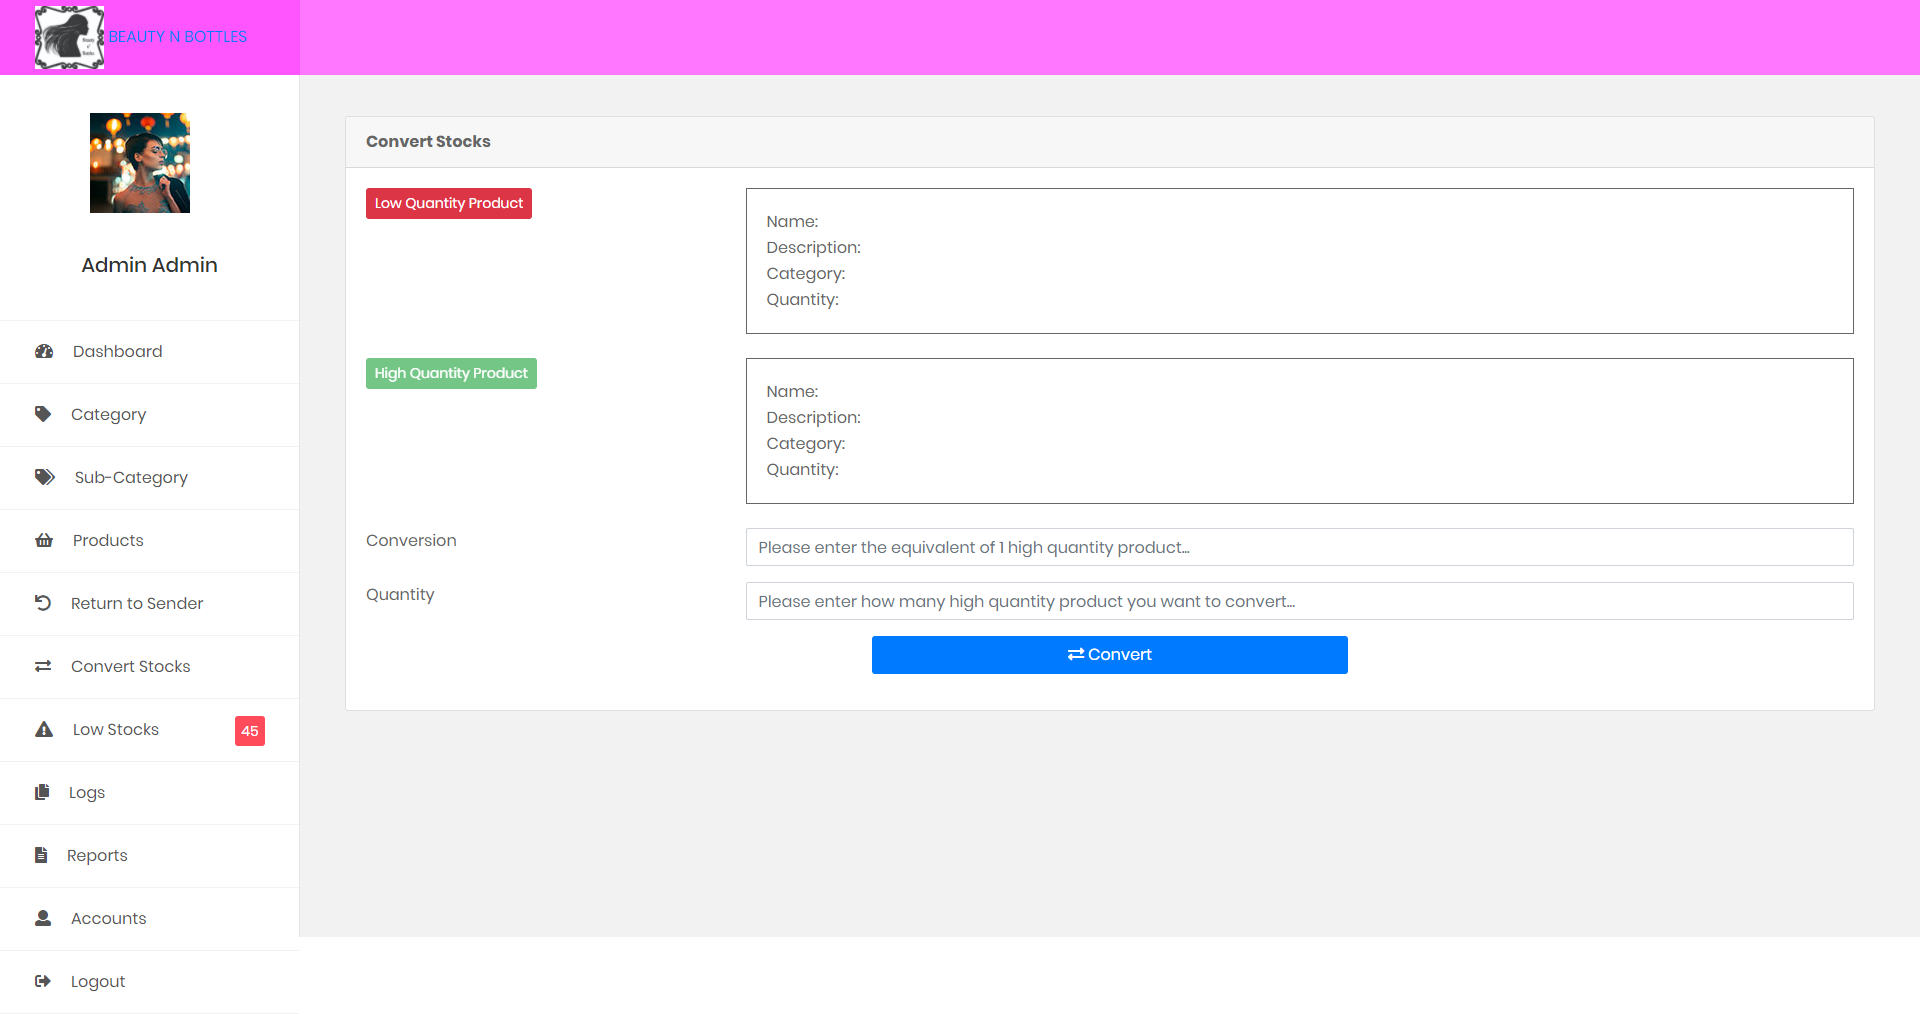 BEAUTY N BOTTLES
Admin Admin
Dashboard
Category
Sub-Category
Products
Return to Sender
Convert Stocks
Low Stocks 45
Logs
Reports
Accounts
Logout
Convert Stocks
Low Quantity Product
Name:
Description:
Category:
Quantity:
High Quantity Product
Name:
Description:
Category:
Quantity:
Conversion
Please enter the equivalent of 1 high quantity product...
Quantity
Please enter how many high quantity product you want to convert...
Convert